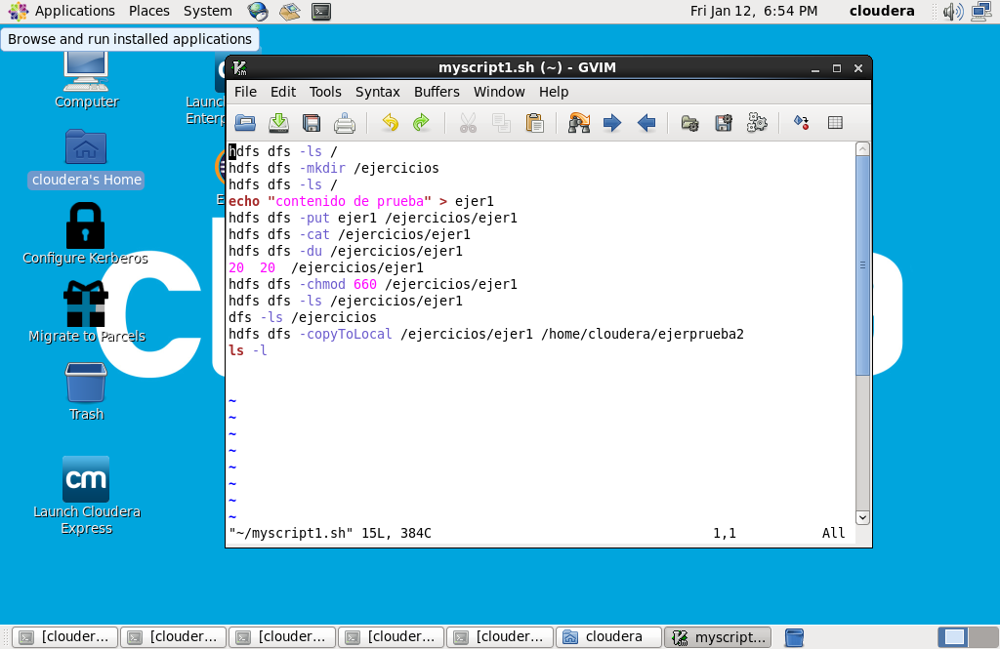 Applications Places System Fri Jan 12, 6:54 PM cloudera
Browse and run installed applications
Computer
cloudera's Home
Configure Kerberos
Migrate to Parcels
Trash
cm
Launch Cloudera
Express
myscript1.sh (~) - GVIM
File Edit Tools Syntax Buffers Window Help
hdfs dfs -ls /
hdfs dfs -mkdir /ejercicios
hdfs dfs -ls /
echo "contenido de prueba" > ejer1
hdfs dfs -put ejer1 /ejercicios/ejer1
hdfs dfs -cat /ejercicios/ejer1
hdfs dfs -du /ejercicios/ejer1
20  20  /ejercicios/ejer1
hdfs dfs -chmod 660 /ejercicios/ejer1
hdfs dfs -ls /ejercicios/ejer1
dfs -ls /ejercicios
hdfs dfs -copyToLocal /ejercicios/ejer1 /home/cloudera/ejerprueba2
ls -l
~
~
~
~
~
~
~
~
"~/myscript1.sh" 15L, 384C 1,1 All
[clouder... [clouder... [clouder... [clouder... [clouder... cloudera myscript...